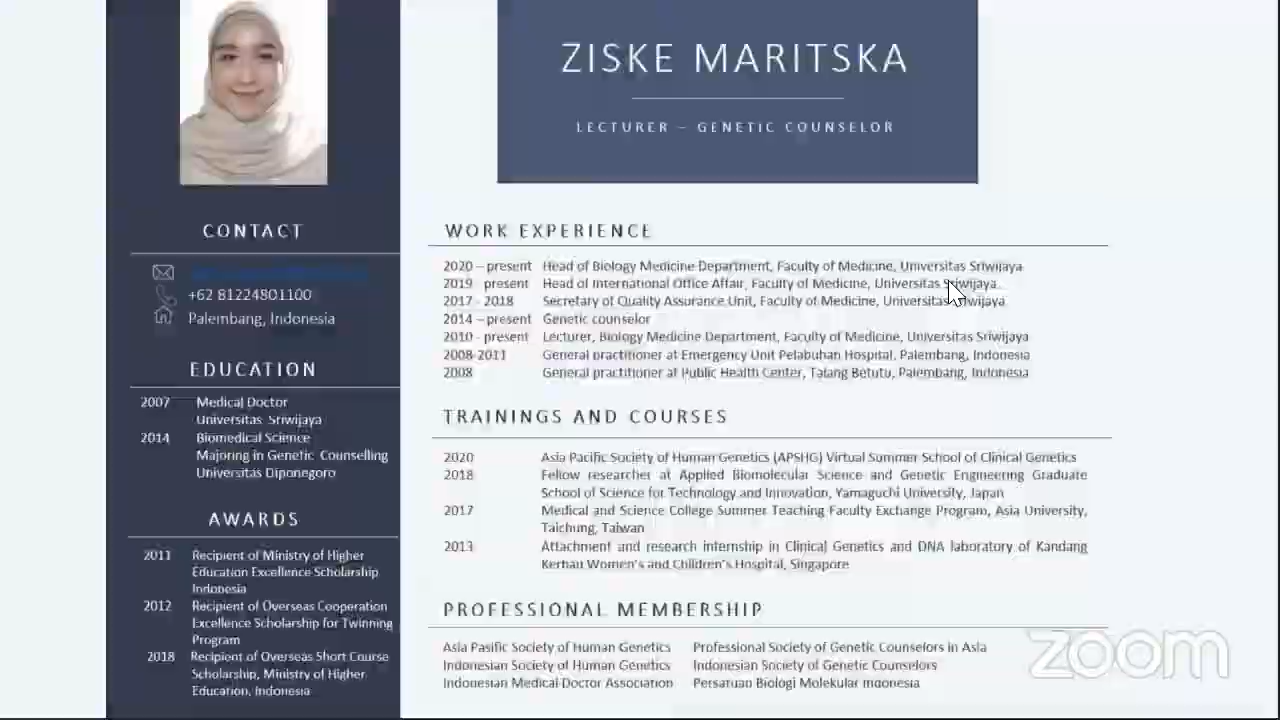 ZISKE MARITSKA
LECTURER – GENETIC COUNSELOR
CONTACT
+62 81224801100
Palembang, Indonesia
EDUCATION
2007 Medical Doctor
Universitas Sriwijaya
2014 Biomedical Science
Majoring in Genetic Counselling
Universitas Diponegoro
AWARDS
2011 Recipient of Ministry of Higher
Education Excellence Scholarship
Indonesia
2012 Recipient of Overseas Cooperation
Excellence Scholarship for Twinning
Program
2018 Recipient of Overseas Short Course
Scholarship, Ministry of Higher
Education, Indonesia
WORK EXPERIENCE
2020 – present Head of Biology Medicine Department, Faculty of Medicine, Universitas Sriwijaya
2019 - present Head of International Office Affair, Faculty of Medicine, Universitas Sriwijaya.
2017 - 2018 Secretary of Quality Assurance Unit, Faculty of Medicine, Universitas Sriwijaya
2014 – present Genetic counselor
2010 - present Lecturer, Biology Medicine Department, Faculty of Medicine, Universitas Sriwijaya
2008-2011 General practitioner at Emergency Unit Pelabuhan Hospital, Palembang, Indonesia
2008 General practitioner at Public Health Center, Talang Betutu, Palembang, Indonesia
TRAININGS AND COURSES
2020 Asia Pacific Society of Human Genetics (APSHG) Virtual Summer School of Clinical Genetics
2018 Fellow researcher at Applied Biomolecular Science and Genetic Engineering Graduate
School of Science for Technology and Innovation, Yamaguchi University, Japan
2017 Medical and Science College Summer Teaching Faculty Exchange Program, Asia University,
Taichung, Taiwan
2013 Attachment and research internship in Clinical Genetics and DNA laboratory of Kandang
Kerbau Women's and Children's Hospital, Singapore
PROFESSIONAL MEMBERSHIP
Asia Pasific Society of Human Genetics Professional Society of Genetic Counselors in Asia
Indonesian Society of Human Genetics Indonesian Society of Genetic Counselors
Indonesian Medical Doctor Association Persatuan Biologi Molekular Indonesia
zoom